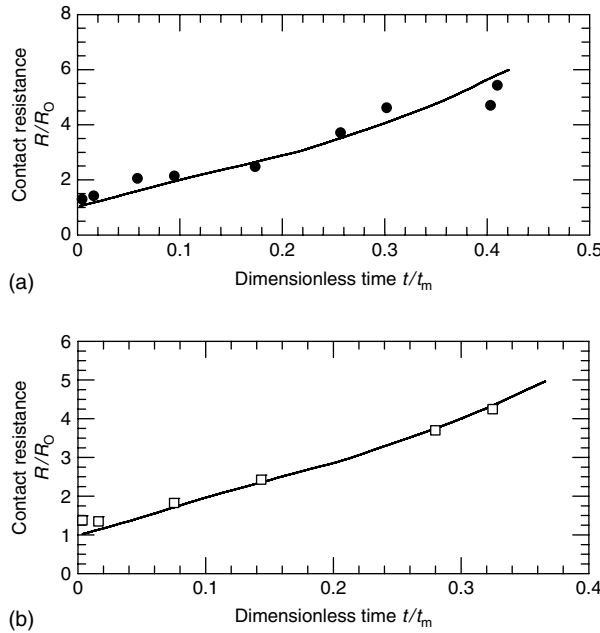 8
6
4
2
0
Contact resistance
R/R_O
0 0.1 0.2 0.3 0.4 0.5
Dimensionless time t/t_m
(a)
6
5
4
3
2
1
0
Contact resistance
R/R_O
0 0.1 0.2 0.3 0.4
Dimensionless time t/t_m
(b)